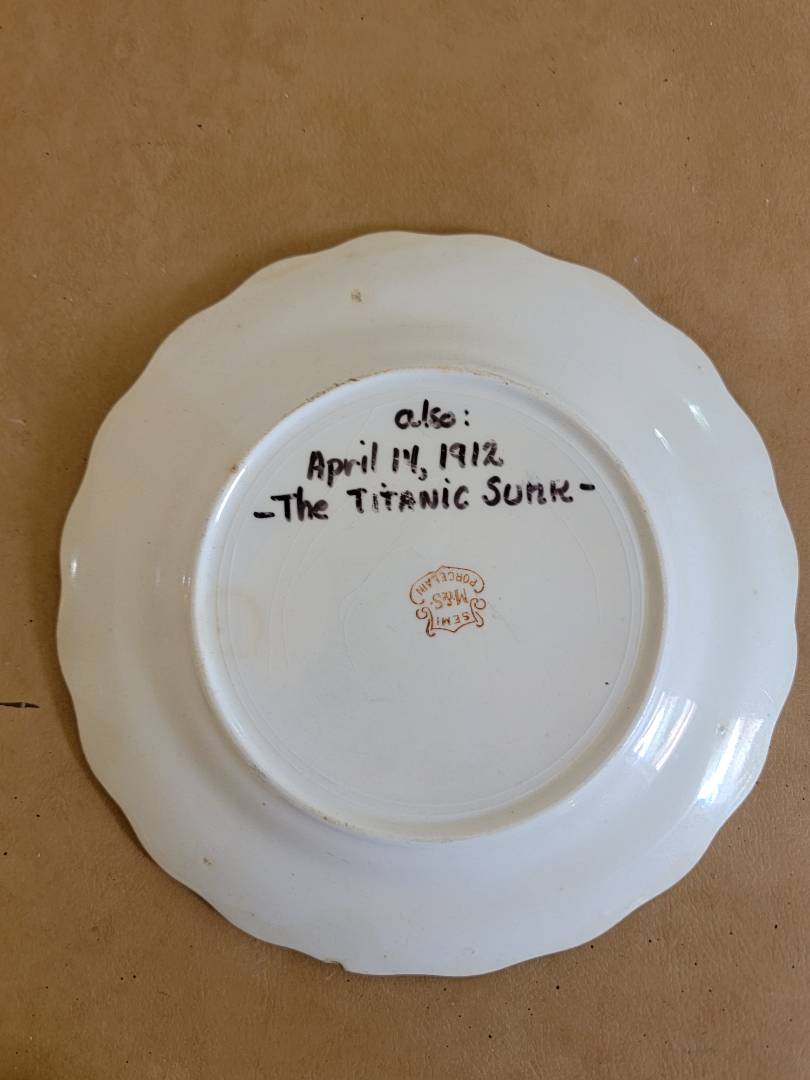 also:
April 14, 1912
-The TITANIC SUNK-
SEMI
M&S.
PORCELAIN